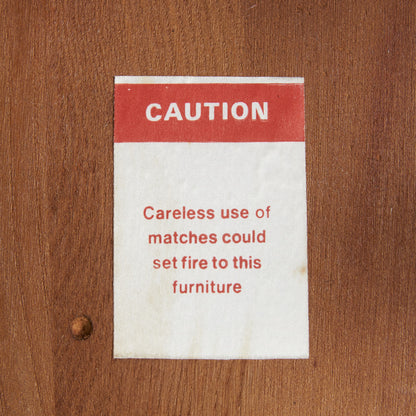 CAUTION
Careless use of
matches could
set fire to this
furniture